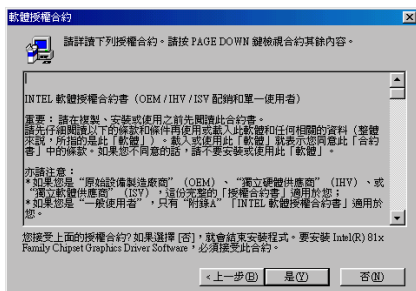 軟體授權合約
請詳讀下列授權合約。請按 PAGE DOWN 鍵檢視合約其餘內容。
INTEL 軟體授權合約書（OEM / IHV / ISV 配銷和單一使用者）
重要：請在複製、安裝或使用之前先閱讀此合約書。
請先仔細閱讀以下的條款和條件再使用或載入此軟體和任何相關的資料（整體
來說，所指的是此「軟體」）。載入或使用此「軟體」就表示您同意此「合約
書」中的條款。如果您不同意的話，請不要安裝或使用此「軟體」。
亦請注意：
*如果您是“原始設備製造廠商”（OEM）、“獨立硬體供應商”（IHV）、或
“獨立軟體供應商”（ISV），這份完整的「授權合約書」適用於您；
*如果您是“一般使用者”，只有“附錄A”「INTEL 軟體授權合約書」適用於
您。
您接受上面的授權合約? 如果選擇 [否]，就會結束安裝程式。要安裝 Intel(R) 81x
Family Chipset Graphics Driver Software，必須接受此合約。
<上一步(B) 是(Y) 否(N)